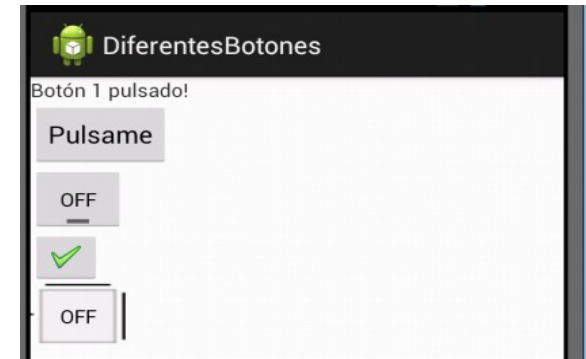 DiferentesBotones
Botón 1 pulsado!
Pulsame
OFF
OFF